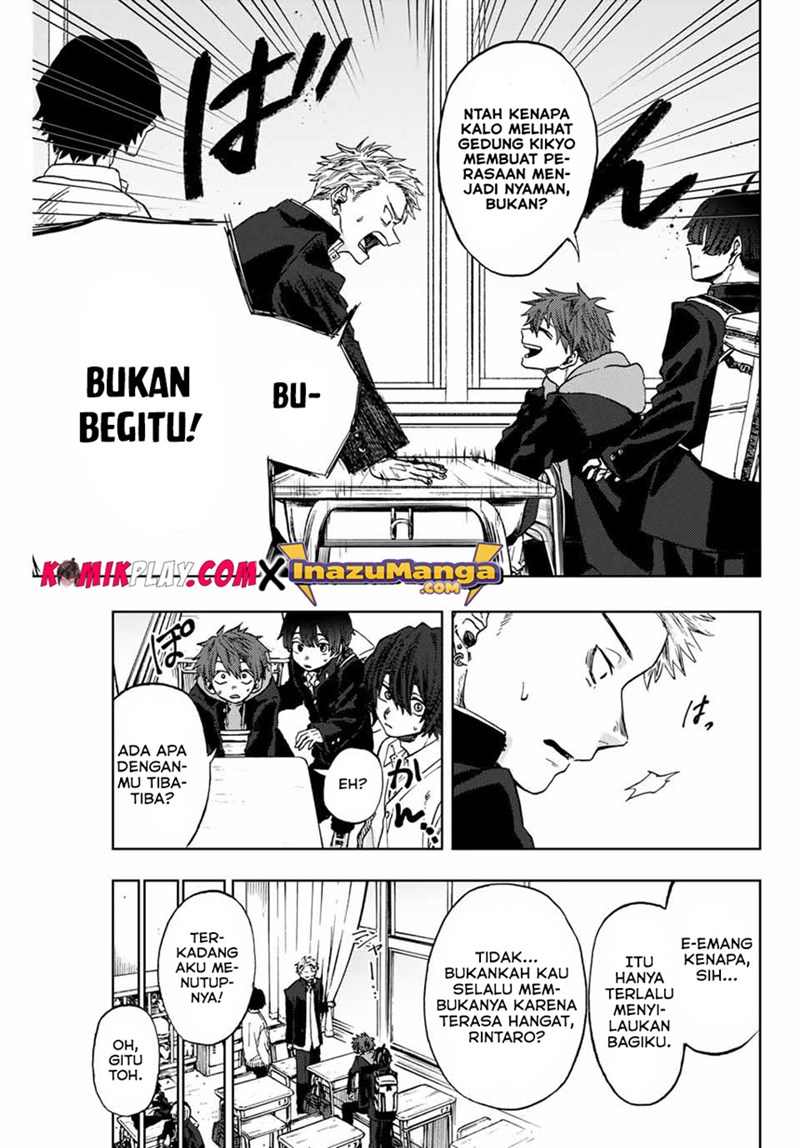 ば
NTAH KENAPA
KALO MELIHAT
GEDUNG KIKYO
MEMBUAT PE-
RASAAN MEN-
JADI NYAMAN,
BUKAN?
BU-
BUKAN
BEGITU!
KOMIKPLAY.COM X InazuManga
.COM
はっ
ぽ
かん...
EH?
ADA APA
DENGAN-
MU TIBA-
TIBA?
E-EMANG
KENAPA,
SIH...
ITU
HANYA
TERLALU
MENYI-
LAUKAN
BAGIKU.
TIDAK...
BUKANKAH KAU
SELALU MEM-
BUKANYA KARENA
TERASA HANGAT,
RINTARO?
TER-
KADANG
AKU ME-
NUTUP-
NYA!
OH,
GITU
TOH.